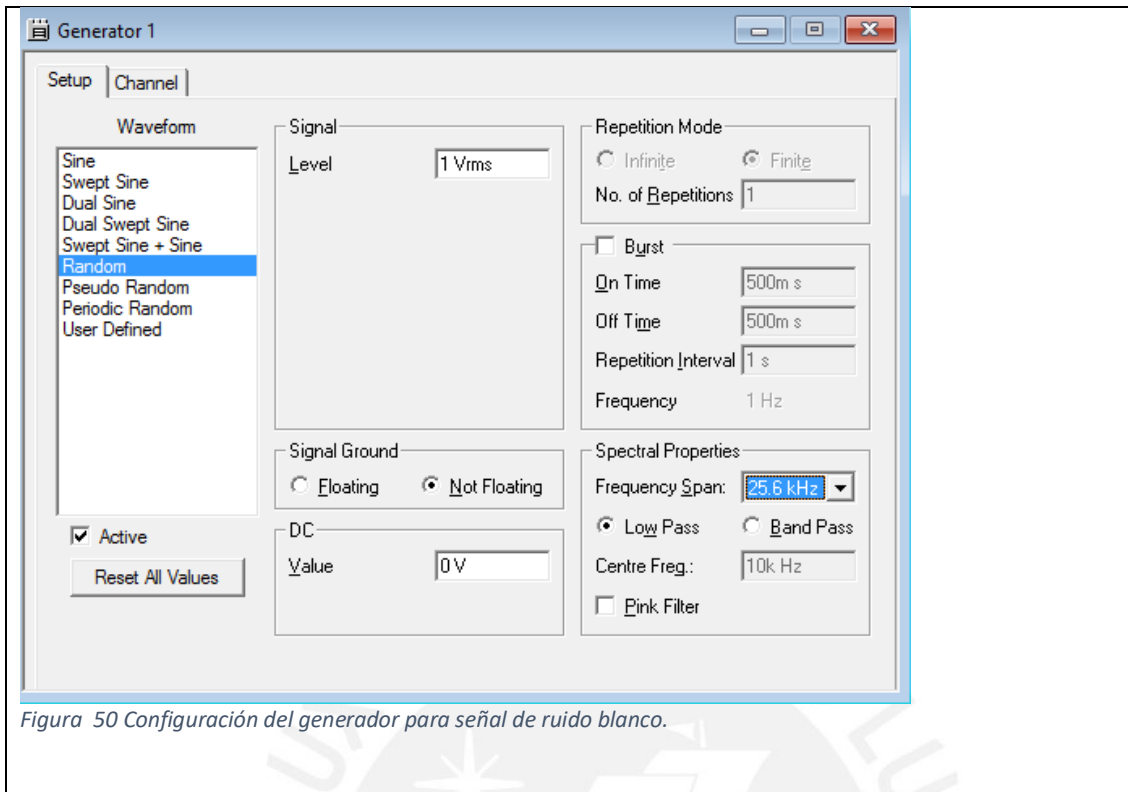 Generator 1
Setup
Channel
Waveform
Sine
Swept Sine
Dual Sine
Dual Swept Sine
Swept Sine + Sine
Random
Pseudo Random
Periodic Random
User Defined
Active
Reset All Values
Signal
Level 1 Vrms
Signal Ground
Floating Not Floating
DC
Value 0 V
Repetition Mode
Infinite Finite
No. of Repetitions 1
Burst
On Time 500m s
Off Time 500m s
Repetition Interval 1 s
Frequency 1 Hz
Spectral Properties
Frequency Span: 25.6 kHz
Low Pass Band Pass
Centre Freq.: 10k Hz
Pink Filter
Figura 50 Configuración del generador para señal de ruido blanco.